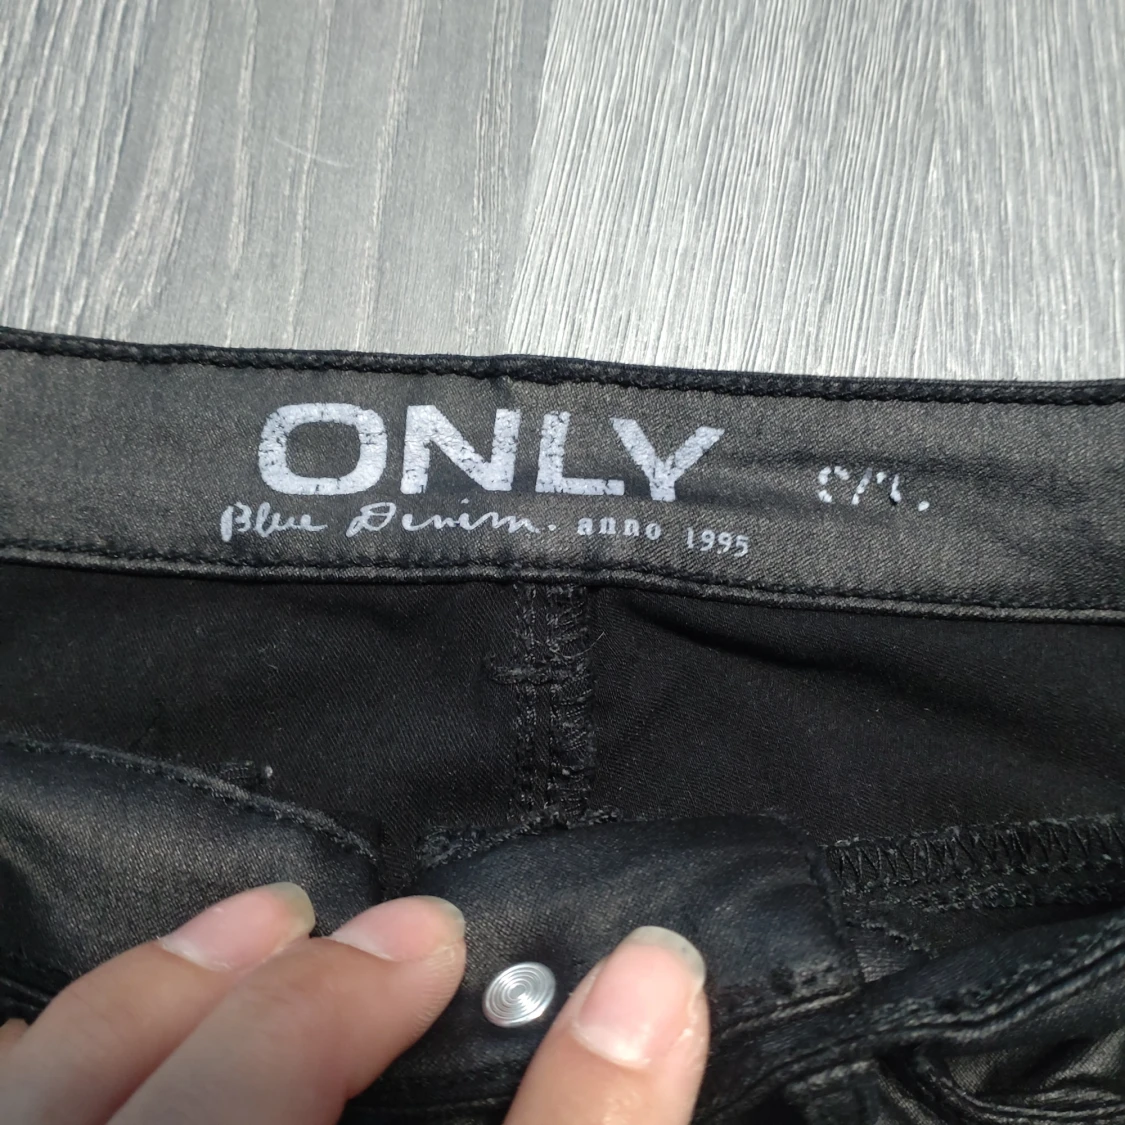 ONLY
Blue Denim. anno 1995